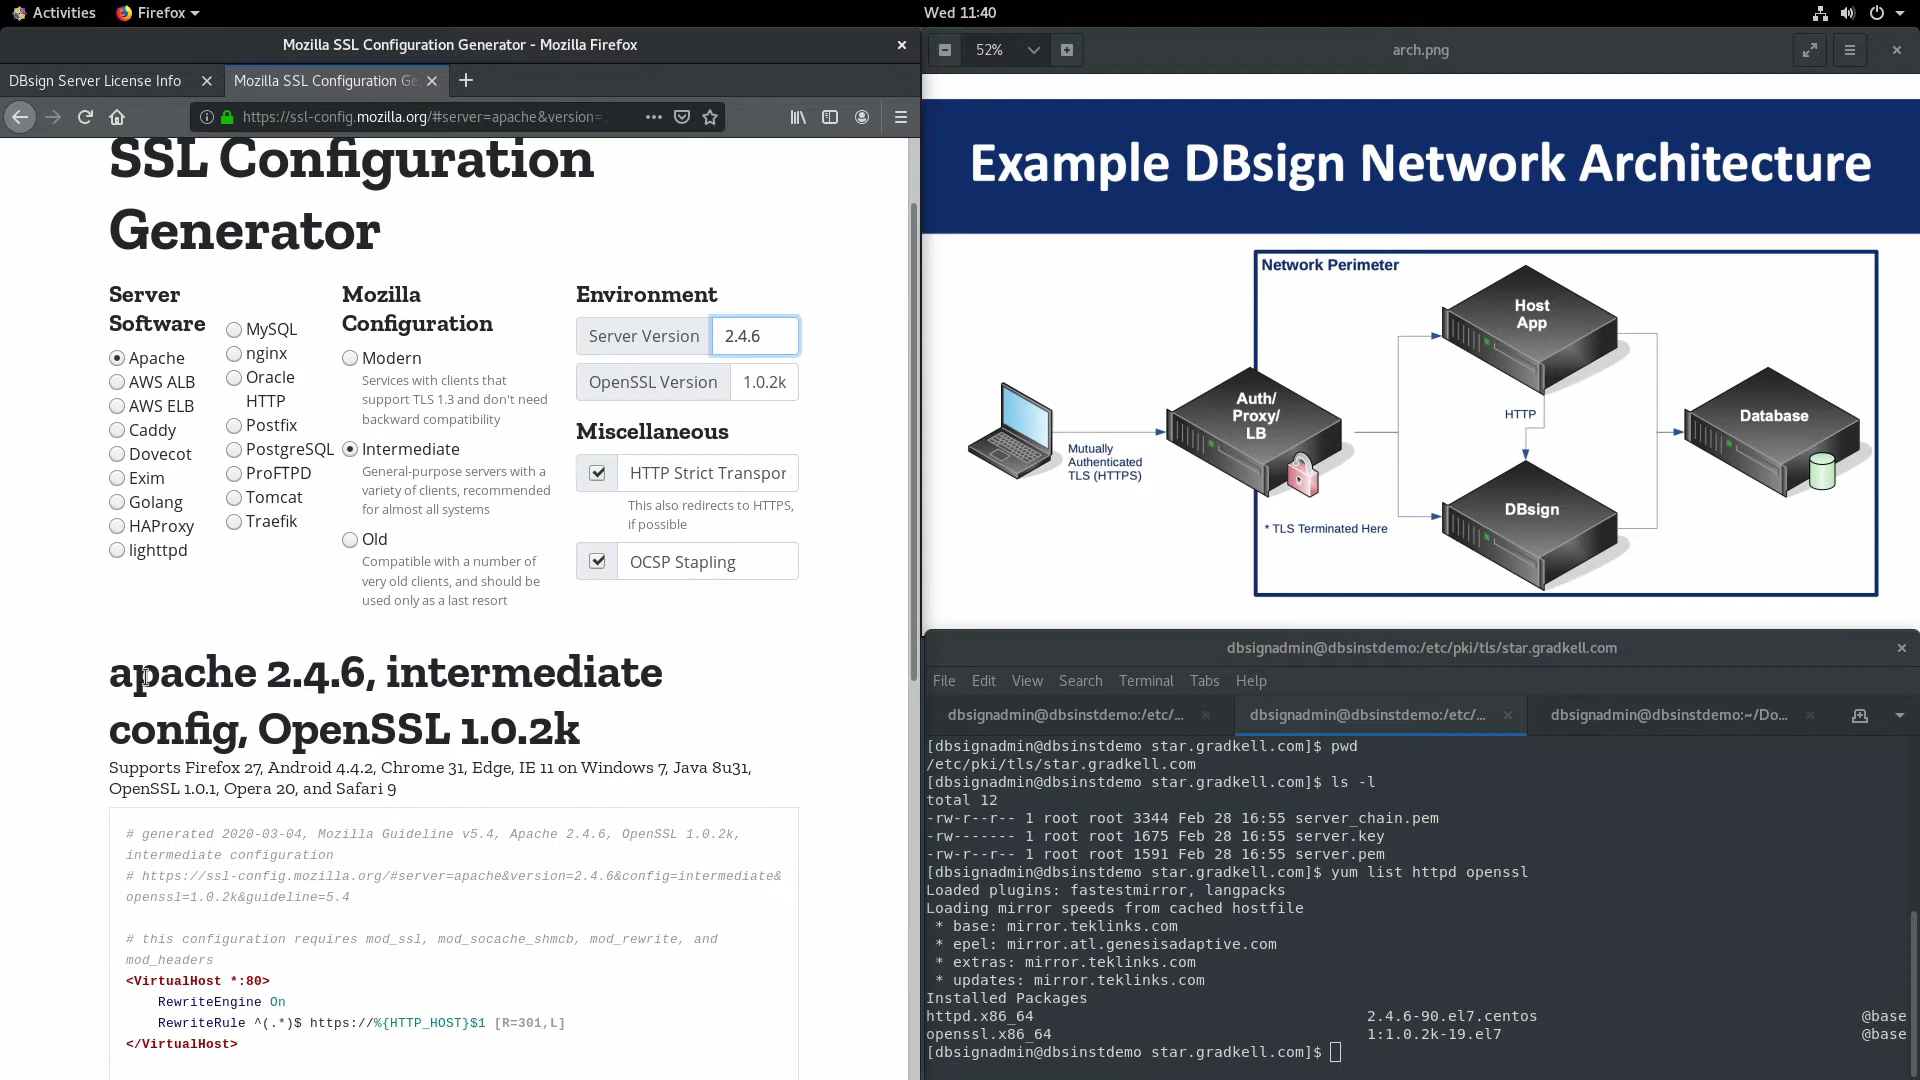 Activities
Firefox
Wed 11:40
Mozilla SSL Configuration Generator - Mozilla Firefox
DBsign Server License Info
Mozilla SSL Configuration Ge
https://ssl-config.mozilla.org/#server=apache&version=
SSL Configuration
Generator
Server
Software
Apache
AWS ALB
AWS ELB
Caddy
Dovecot
Exim
Golang
HAProxy
lighttpd
MySQL
nginx
Oracle
HTTP
Postfix
PostgreSQL
ProFTPD
Tomcat
Traefik
Mozilla
Configuration
Modern
Services with clients that
support TLS 1.3 and don't need
backward compatibility
Intermediate
General-purpose servers with a
variety of clients, recommended
for almost all systems
Old
Compatible with a number of
very old clients, and should be
used only as a last resort
Environment
Server Version 2.4.6
OpenSSL Version 1.0.2k
Miscellaneous
HTTP Strict Transpor
This also redirects to HTTPS,
if possible
OCSP Stapling
apache 2.4.6, intermediate
config, OpenSSL 1.0.2k
Supports Firefox 27, Android 4.4.2, Chrome 31, Edge, IE 11 on Windows 7, Java 8u31,
OpenSSL 1.0.1, Opera 20, and Safari 9
# generated 2020-03-04, Mozilla Guideline v5.4, Apache 2.4.6, OpenSSL 1.0.2k,
intermediate configuration
# https://ssl-config.mozilla.org/#server=apache&version=2.4.6&config=intermediate&
openssl=1.0.2k&guideline=5.4
# this configuration requires mod_ssl, mod_socache_shmcb, mod_rewrite, and
mod_headers
<VirtualHost *:80>
RewriteEngine On
RewriteRule ^(.*)$ https://%{HTTP_HOST}$1 [R=301,L]
</VirtualHost>
52%
arch.png
Example DBsign Network Architecture
Network Perimeter
Host
App
Auth/
Proxy/
LB
HTTP
Database
Mutually
Authenticated
TLS (HTTPS)
DBsign
* TLS Terminated Here
dbsignadmin@dbsinstdemo:/etc/pki/tls/star.gradkell.com
File Edit View Search Terminal Tabs Help
dbsignadmin@dbsinstdemo:/etc/...
dbsignadmin@dbsinstdemo:/etc/...
dbsignadmin@dbsinstdemo:~/Do...
[dbsignadmin@dbsinstdemo star.gradkell.com]$ pwd
/etc/pki/tls/star.gradkell.com
[dbsignadmin@dbsinstdemo star.gradkell.com]$ ls -l
total 12
-rw-r--r-- 1 root root 3344 Feb 28 16:55 server_chain.pem
-rw------- 1 root root 1675 Feb 28 16:55 server.key
-rw-r--r-- 1 root root 1591 Feb 28 16:55 server.pem
[dbsignadmin@dbsinstdemo star.gradkell.com]$ yum list httpd openssl
Loaded plugins: fastestmirror, langpacks
Loading mirror speeds from cached hostfile
* base: mirror.teklinks.com
* epel: mirror.atl.genesisadaptive.com
* extras: mirror.teklinks.com
* updates: mirror.teklinks.com
Installed Packages
httpd.x86_64 2.4.6-90.el7.centos @base
openssl.x86_64 1:1.0.2k-19.el7 @base
[dbsignadmin@dbsinstdemo star.gradkell.com]$